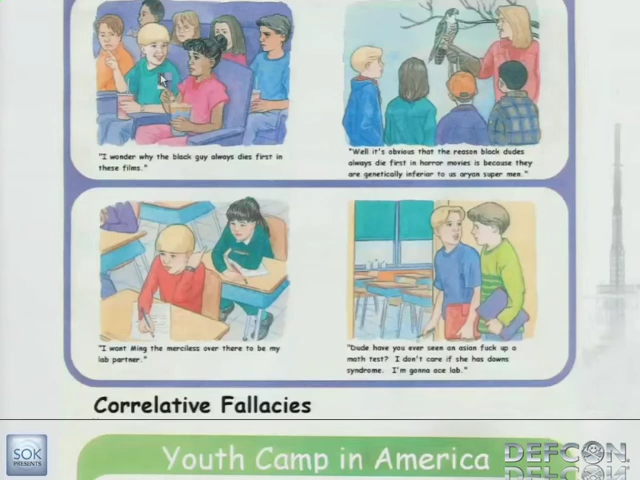 "I wonder why the black guy always dies first in
these films."
"Well it's obvious that the reason black dudes
always die first in horror movies is because they
are genetically inferior to us aryan super men."
"I want Ming the merciless over there to be my
lab partner."
"Dude have you ever seen an asian fuck up a
math test? I don't care if she has downs
syndrome. I'm gonna ace lab."
Correlative Fallacies
SOK
PRESENTS
Youth Camp in America
DEFCON